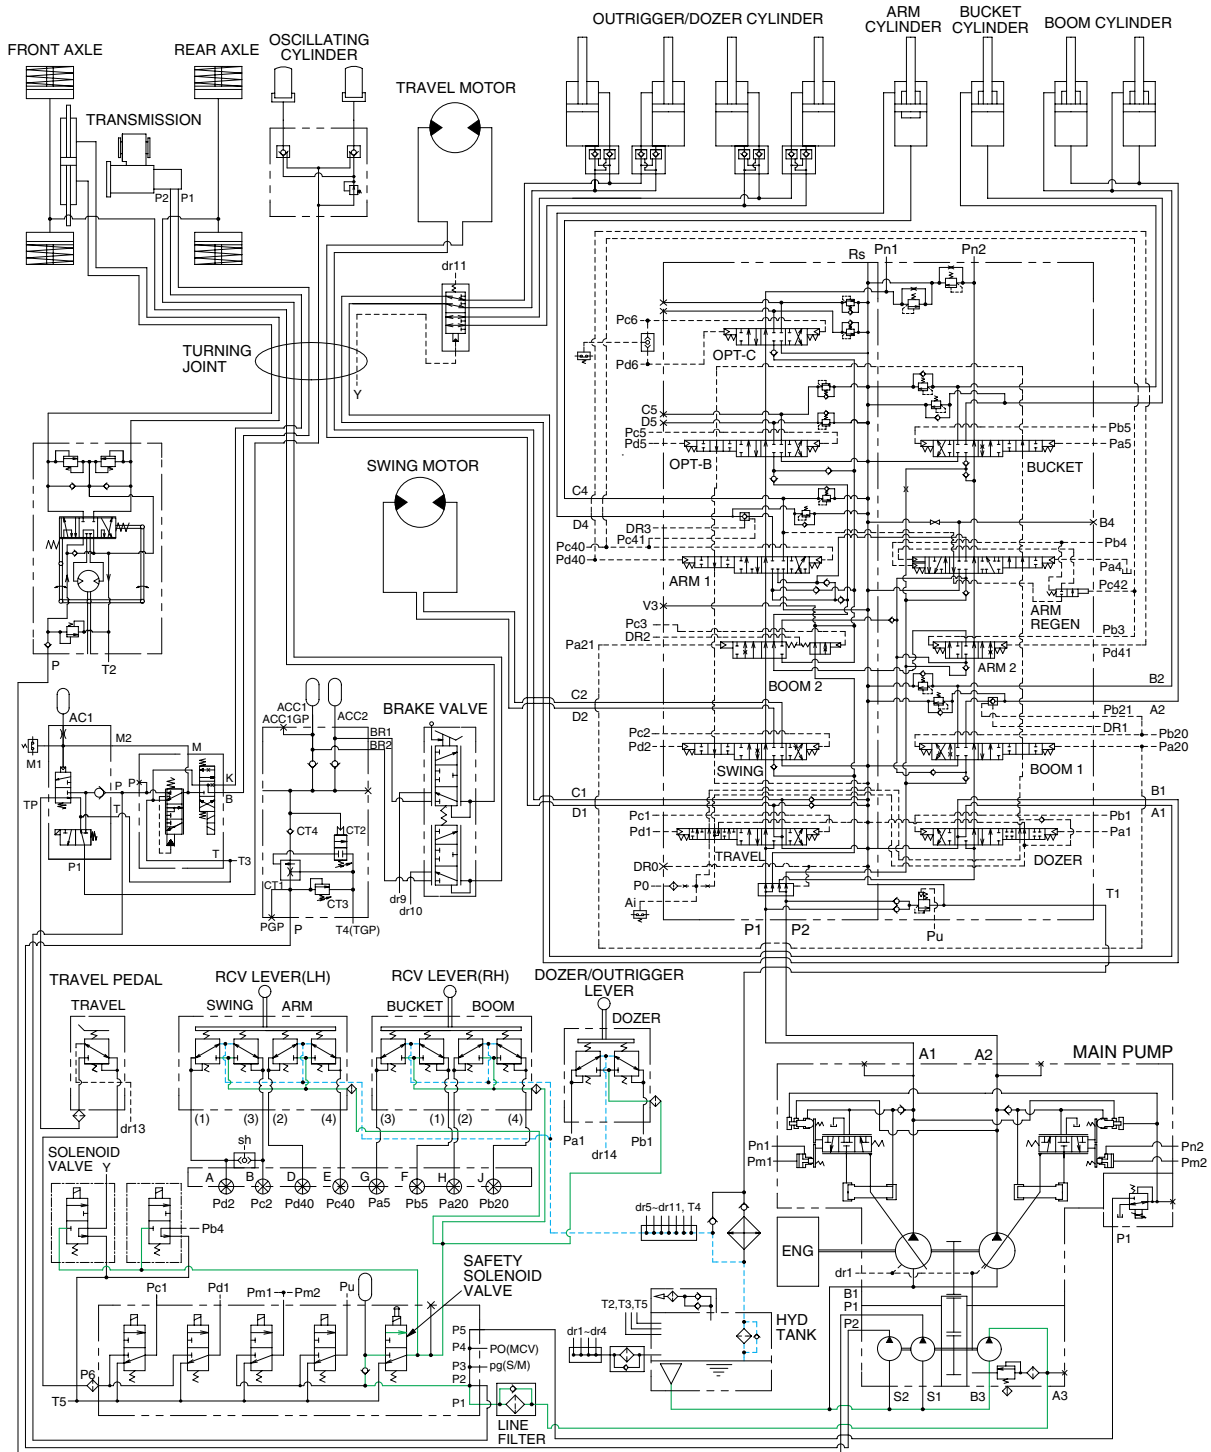 OUTRIGGER/DOZER CYLINDER
ARM
CYLINDER
BUCKET
CYLINDER
BOOM CYLINDER
FRONT AXLE
REAR AXLE
OSCILLATING
CYLINDER
TRAVEL MOTOR
TRANSMISSION
P2
P1
dr11
Rs
Pn1
Pn2
TURNING
JOINT
Y
Pc6
Pd6
OPT-C
C5
D5
Pc5
Pd5
OPT-B
Pb5
Pa5
BUCKET
SWING MOTOR
C4
D4
DR3
Pc41
Pc40
Pd40
ARM 1
B4
Pb4
Pa4
Pc42
ARM
REGEN
V3
Pc3
DR2
Pa21
BOOM 2
Pb3
Pd41
ARM 2
P
T2
C2
D2
Pc2
Pd2
SWING
B2
A2
Pb21
DR1
Pb20
Pa20
BOOM 1
AC1
M2
M1
M
K
B
P
P
T
TP
P1
T
T3
ACC1
ACC1GP
ACC2
BR1
BR2
BRAKE VALVE
CT4
CT2
CT1
CT3
PGP
P
T4(TGP)
dr9
dr10
C1
D1
Pc1
Pd1
TRAVEL
B1
A1
Pb1
Pa1
DOZER
DR0
P0
Ai
T1
P1
P2
Pu
TRAVEL PEDAL
TRAVEL
dr13
RCV LEVER(LH)
SWING
ARM
(1)
(3)
(2)
(4)
RCV LEVER(RH)
BUCKET
BOOM
(3)
(1)
(2)
(4)
DOZER/OUTRIGGER
LEVER
DOZER
Pa1
Pb1
dr14
sh
A
B
D
E
G
F
H
J
Pd2
Pc2
Pd40
Pc40
Pa5
Pb5
Pa20
Pb20
A1
A2
MAIN PUMP
Pn1
Pm1
Pn2
Pm2
P1
SOLENOID
VALVE
Y
Pb4
dr5~dr11, T4
ENG
dr1
B1
P1
P2
SAFETY
SOLENOID
VALVE
Pc1
Pd1
Pm1
Pm2
Pu
P6
T5
P5
P4
P3
P2
P1
PO(MCV)
pg(S/M)
LINE
FILTER
T2,T3,T5
dr1~dr4
HYD
TANK
S2
S1
B3
A3